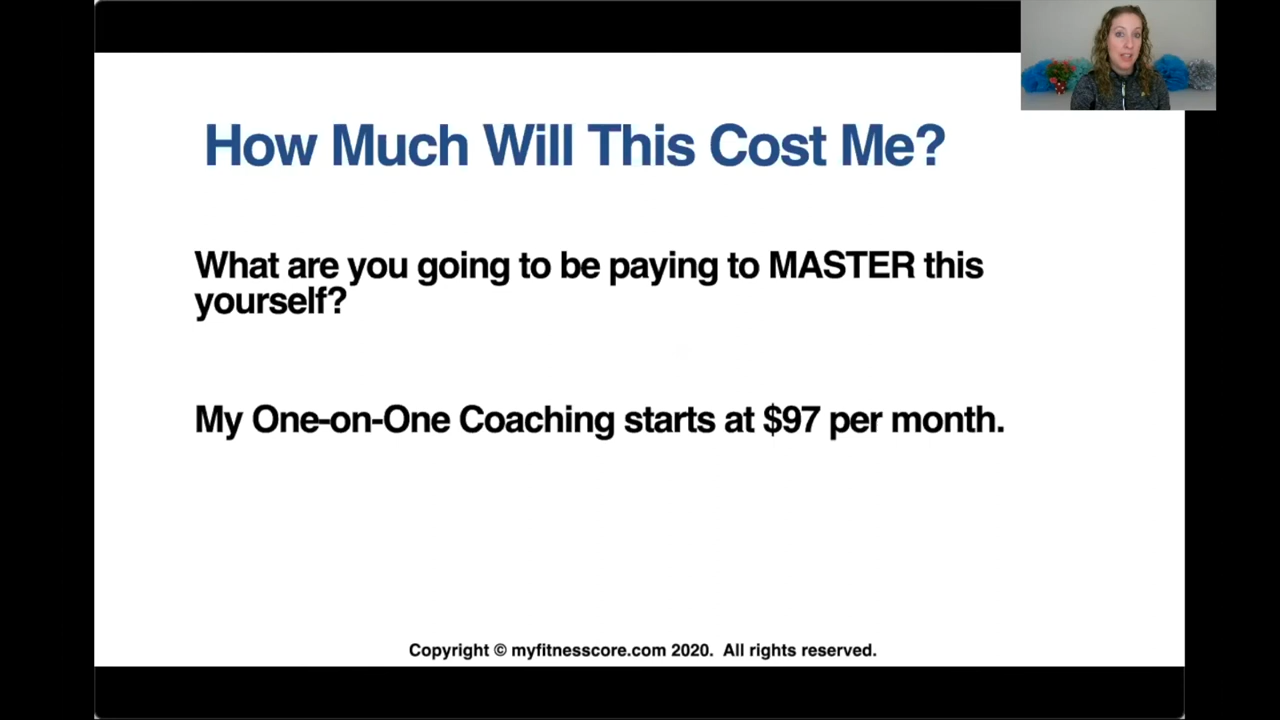 How Much Will This Cost Me?
What are you going to be paying to MASTER this
yourself?
My One-on-One Coaching starts at $97 per month.
Copyright © myfitnesscore.com 2020. All rights reserved.